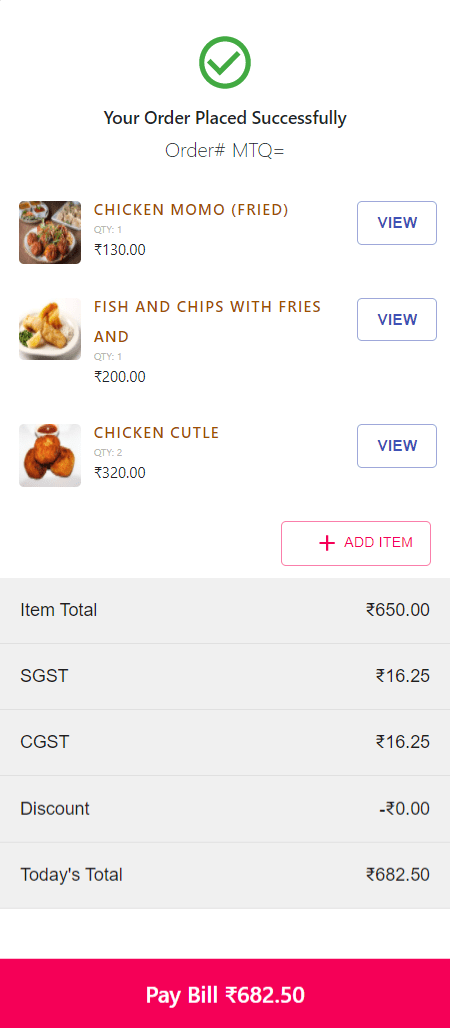 Your Order Placed Successfully
Order# MTQ=
CHICKEN MOMO (FRIED)
QTY: 1
₹130.00
VIEW
FISH AND CHIPS WITH FRIES
AND
QTY: 1
₹200.00
VIEW
CHICKEN CUTLE
QTY: 2
₹320.00
VIEW
+ ADD ITEM
Item Total ₹650.00
SGST ₹16.25
CGST ₹16.25
Discount -₹0.00
Today's Total ₹682.50
Pay Bill ₹682.50